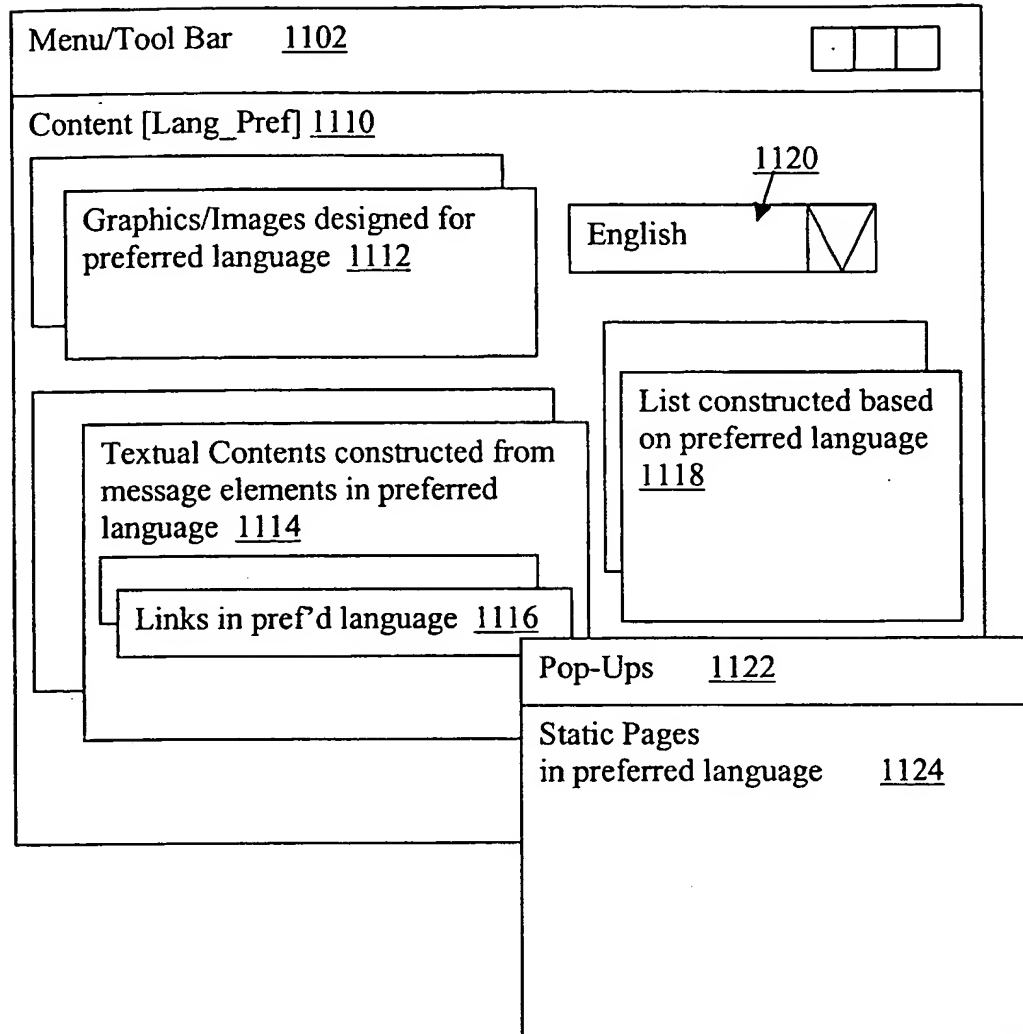 Menu/Tool Bar 1102
Content [Lang_Pref] 1110
1120
Graphics/Images designed for
preferred language 1112
English
List constructed based
on preferred language
1118
Textual Contents constructed from
message elements in preferred
language 1114
Links in pref'd language 1116
Pop-Ups 1122
Static Pages
in preferred language 1124